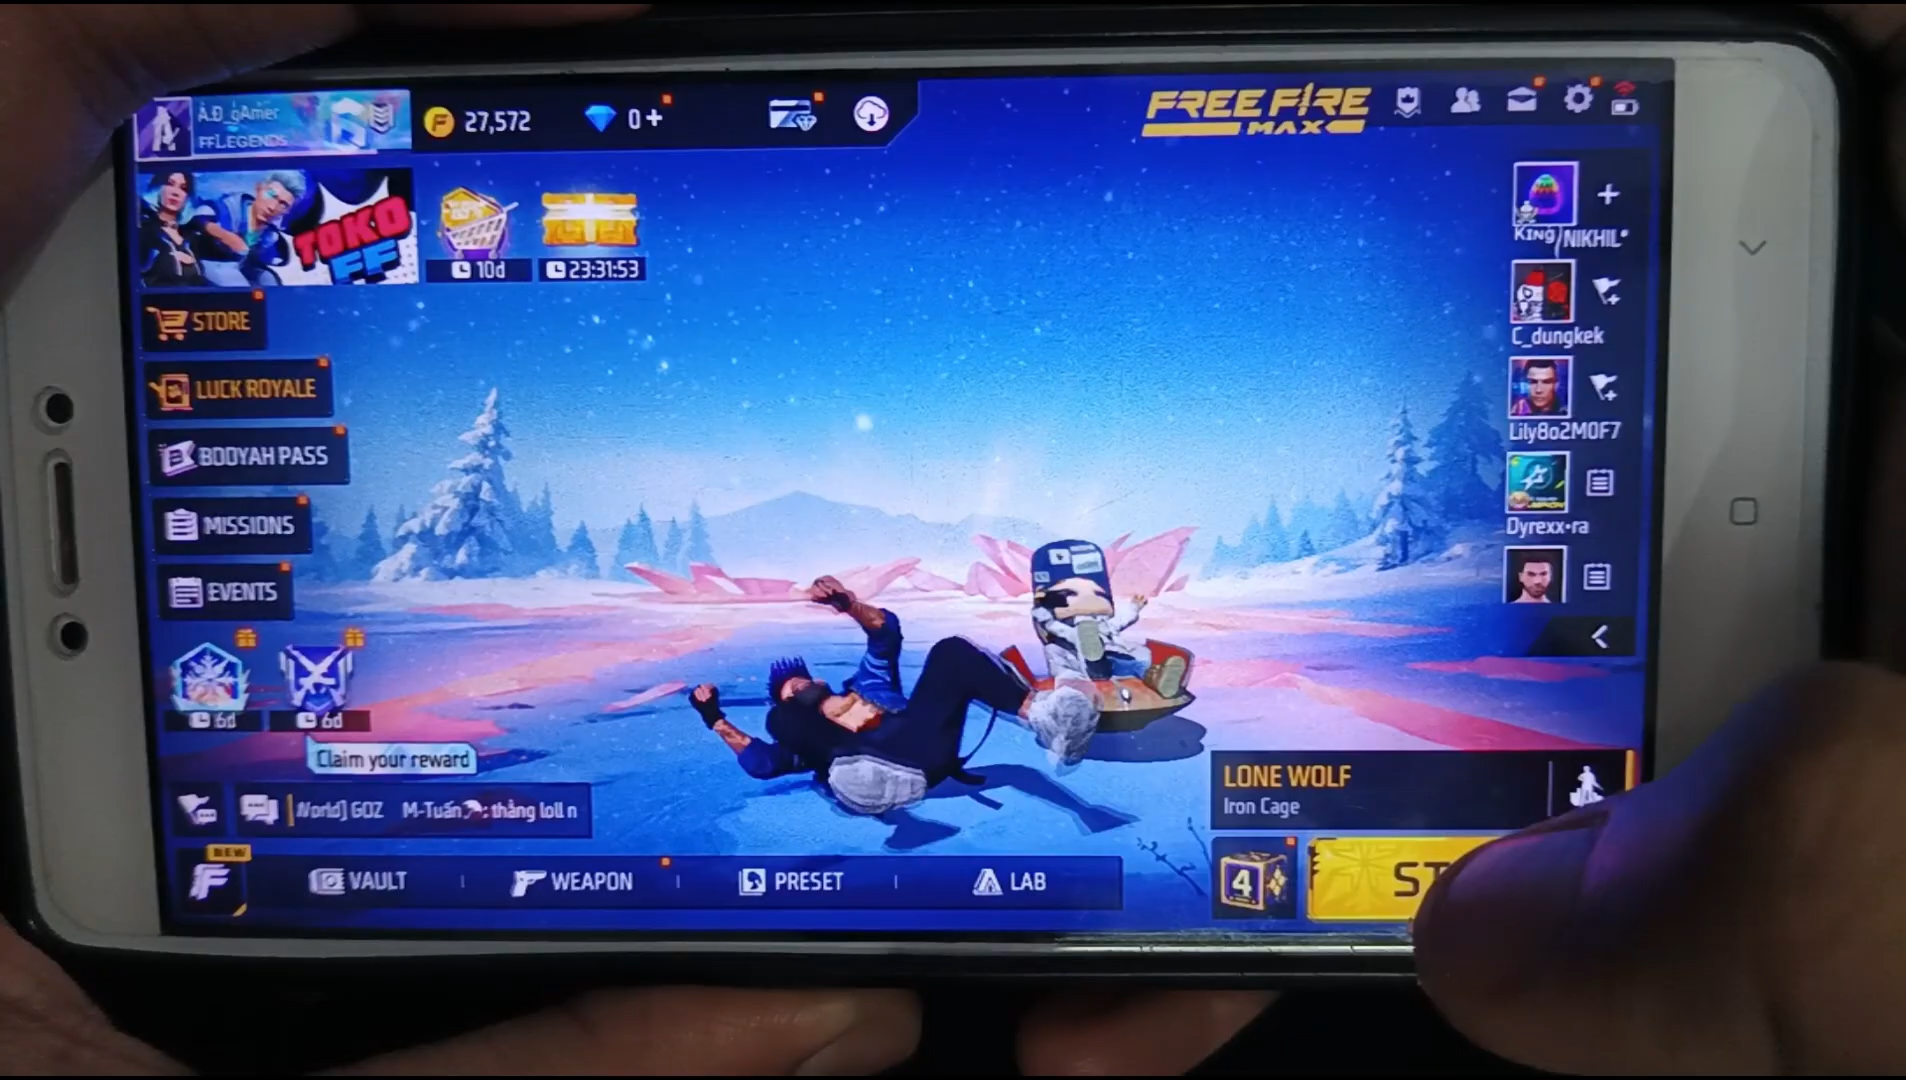 A.Đ_gAmer
FFLEGENDS
27,572
0+
FREE FIRE
MAX
TOKO
FF
10d
23:31:53
STORE
LUCK ROYALE
BOOYAH PASS
MISSIONS
EVENTS
6d
6d
Claim your reward
World] GOZ M-Tuấn : thằng loll n
NEW
VAULT
WEAPON
PRESET
LAB
King/NIKHIL
C_dungkek
Lily8o2M0F7
Dyrexx•ra
LONE WOLF
Iron Cage
4
ST